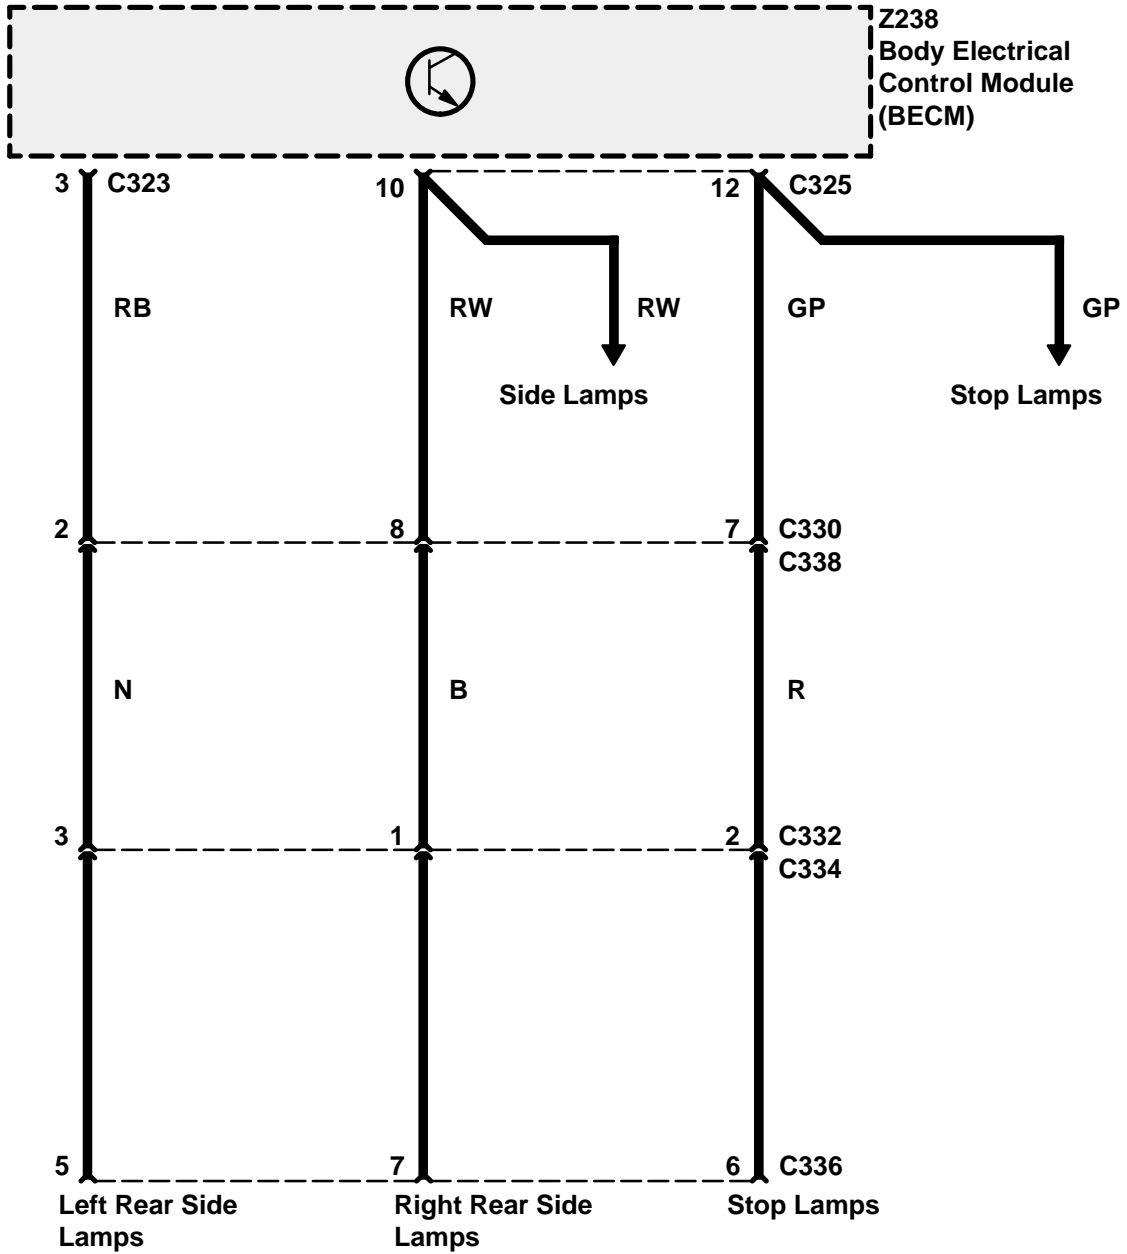 Z238
Body Electrical
Control Module
(BECM)
3 C323 10 12 C325
RB RW RW GP GP
Side Lamps Stop Lamps
2 8 7 C330
C338
N B R
3 1 2 C332
C334
5 7 6 C336
Left Rear Side Right Rear Side Stop Lamps
Lamps Lamps